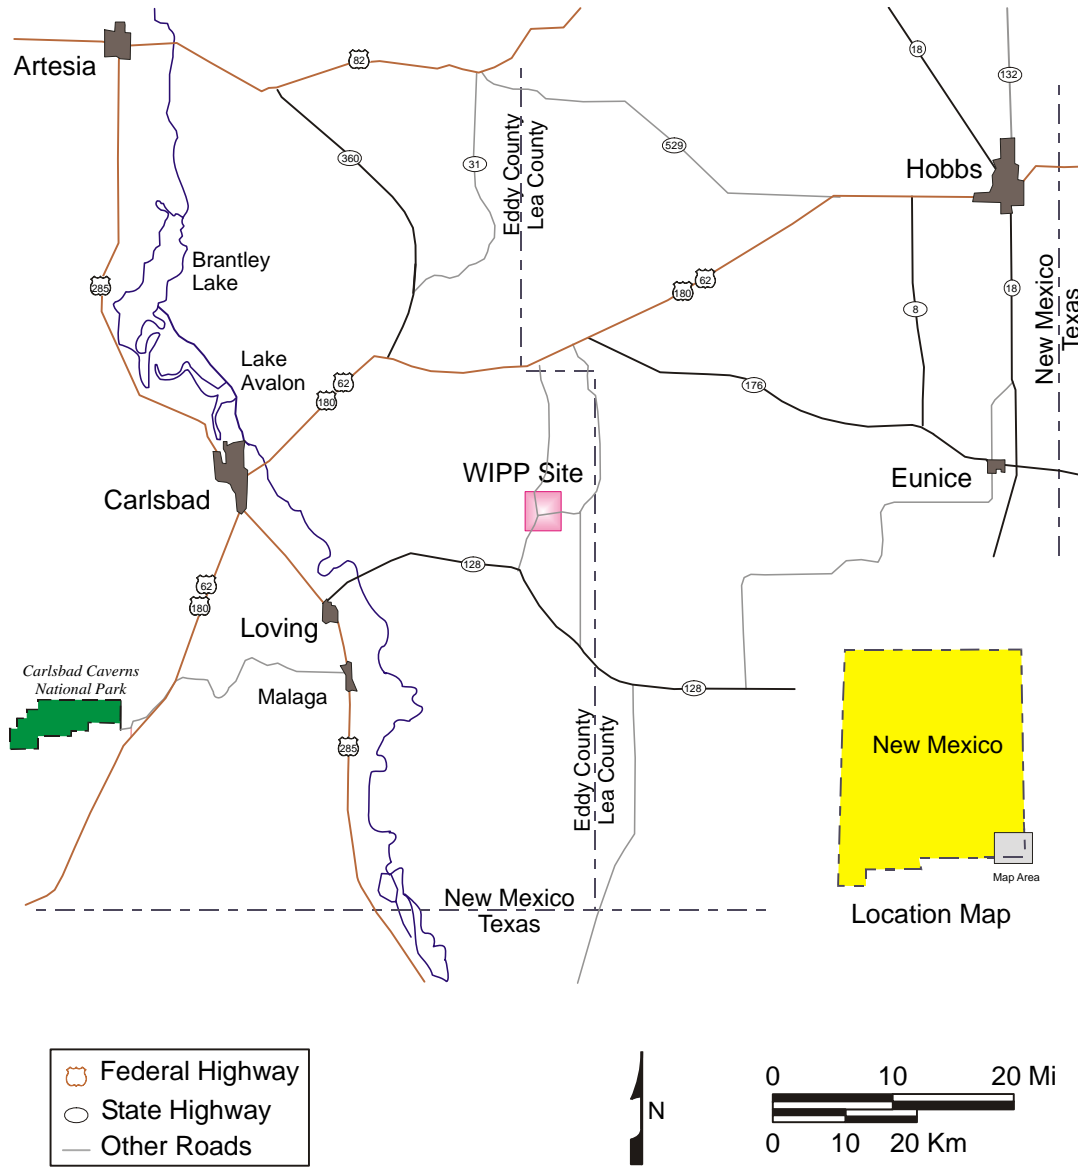 18
82
132
Artesia
529
360
31
Hobbs
Eddy County
Lea County
Brantley
Lake
285
62
180
18
8
New Mexico
Texas
Lake
Avalon
62
180
176
WIPP Site
Eunice
Carlsbad
128
62
180
Loving
Carlsbad Caverns
National Park
Malaga
128
285
New Mexico
Eddy County
Lea County
Map Area
New Mexico
Texas
Location Map
Federal Highway
State Highway
Other Roads
N
0 10 20 Mi
0 10 20 Km